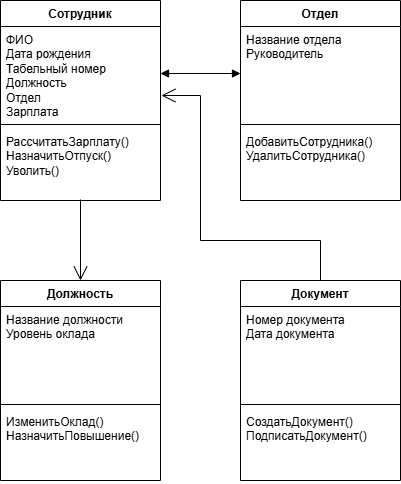 Сотрудник
ФИО
Дата рождения
Табельный номер
Должность
Отдел
Зарплата
РассчитатьЗарплату()
НазначитьОтпуск()
Уволить()
Отдел
Название отдела
Руководитель
ДобавитьСотрудника()
УдалитьСотрудника()
Должность
Название должности
Уровень оклада
ИзменитьОклад()
НазначитьПовышение()
Документ
Номер документа
Дата документа
СоздатьДокумент()
ПодписатьДокумент()